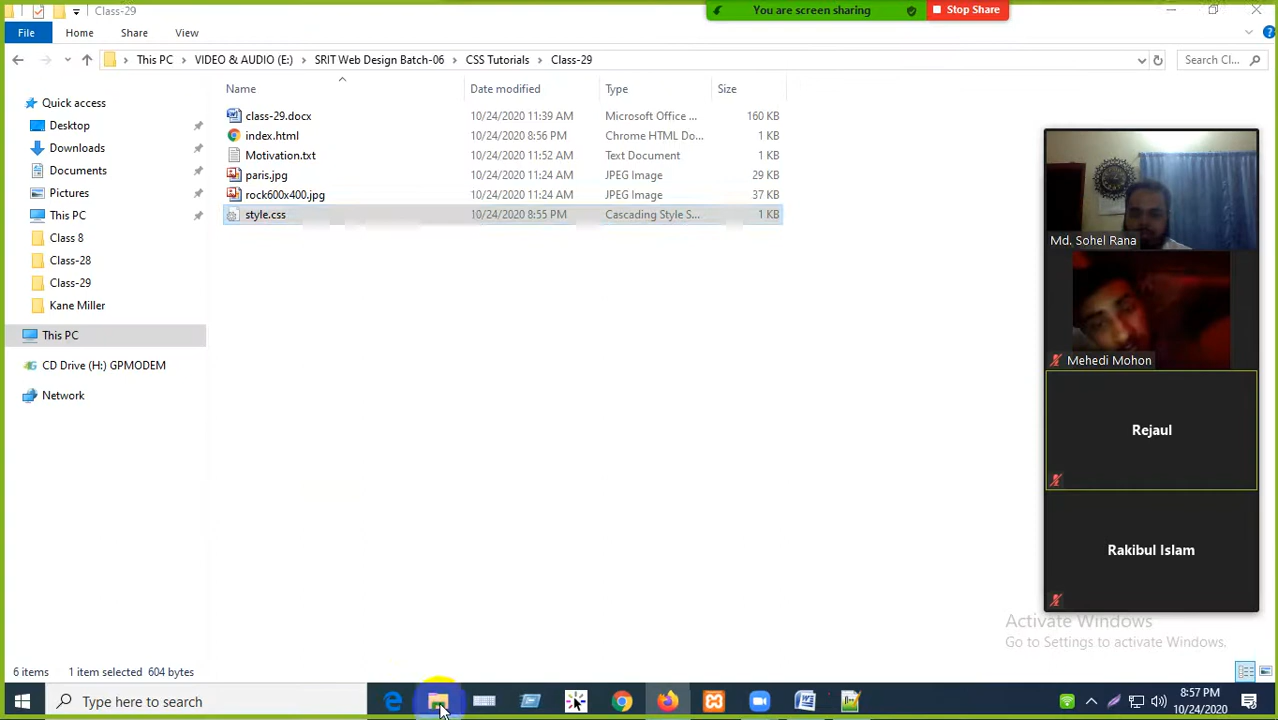 Class-29
You are screen sharing
Stop Share
File
Home
Share
View
This PC
VIDEO & AUDIO (E:)
SRIT Web Design Batch-06
CSS Tutorials
Class-29
Search Cl...
Name
Date modified
Type
Size
class-29.docx
10/24/2020 11:39 AM
Microsoft Office ...
160 KB
index.html
10/24/2020 8:56 PM
Chrome HTML Do...
1 KB
Motivation.txt
10/24/2020 11:52 AM
Text Document
1 KB
paris.jpg
10/24/2020 11:24 AM
JPEG Image
29 KB
rock600x400.jpg
10/24/2020 11:24 AM
JPEG Image
37 KB
style.css
10/24/2020 8:55 PM
Cascading Style S...
1 KB
Quick access
Desktop
Downloads
Documents
Pictures
This PC
Class 8
Class-28
Class-29
Kane Miller
This PC
CD Drive (H:) GPMODEM
Network
Md. Sohel Rana
Mehedi Mohon
Rejaul
Rakibul Islam
Activate Windows
Go to Settings to activate Windows.
6 items
1 item selected 604 bytes
Type here to search
8:57 PM
10/24/2020